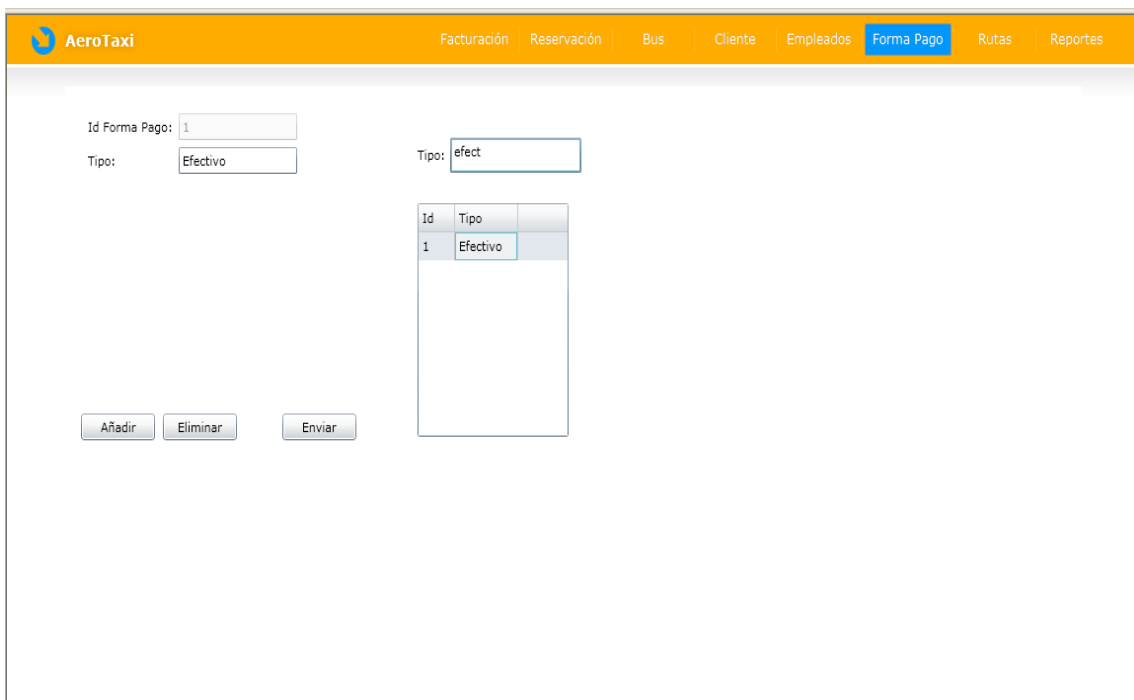 AeroTaxi Facturación Reservación Bus Cliente Empleados Forma Pago Rutas Reportes
Id Forma Pago: 1
Tipo: Efectivo
Tipo: efect
Id Tipo
1 Efectivo
Añadir Eliminar Enviar